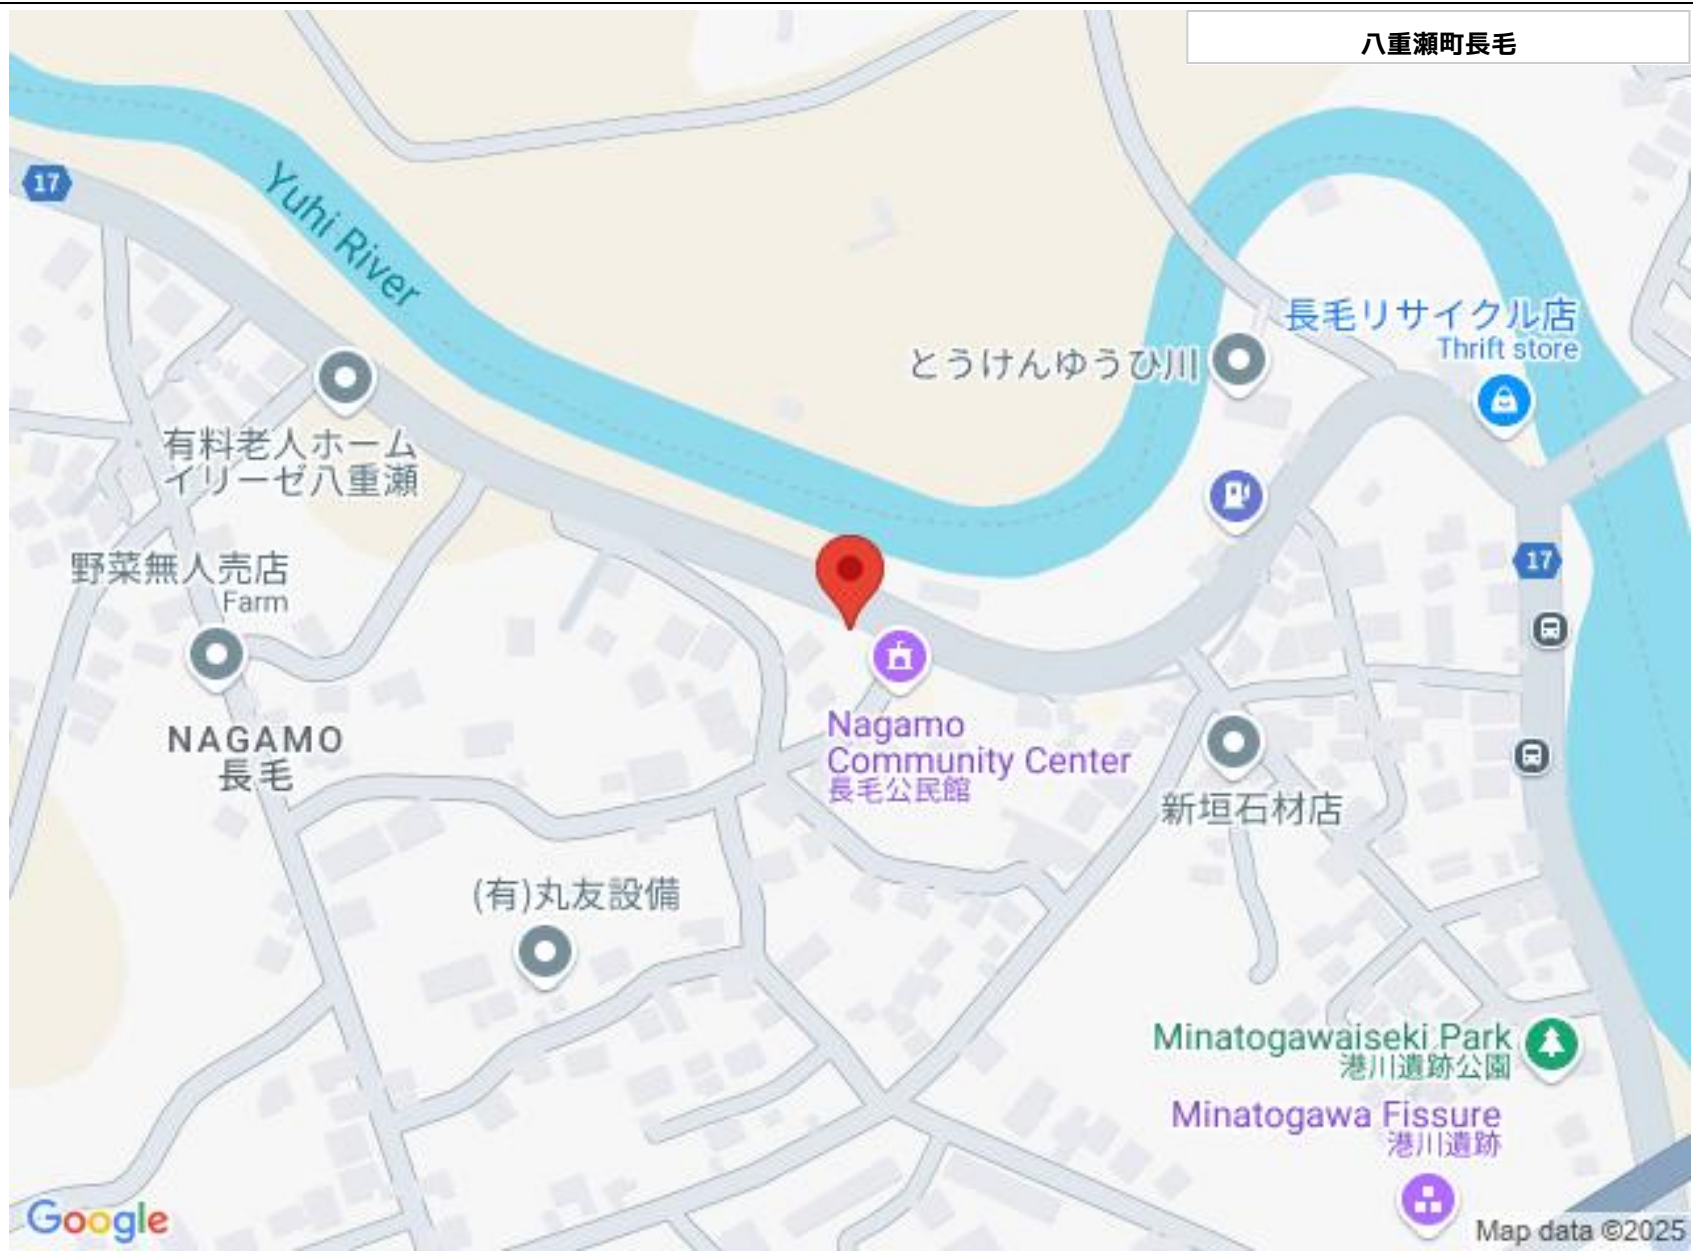 八重瀬町長毛
17
Yuhi River
長毛リサイクル店
Thrift store
とうけんゆうひ川
有料老人ホーム
イリーゼ八重瀬
野菜無人売店
Farm
17
NAGAMO
長毛
Nagamo
Community Center
長毛公民館
新垣石材店
(有)丸友設備
Minatogawaiseki Park
港川遺跡公園
Minatogawa Fissure
港川遺跡
Google
Map data ©2025